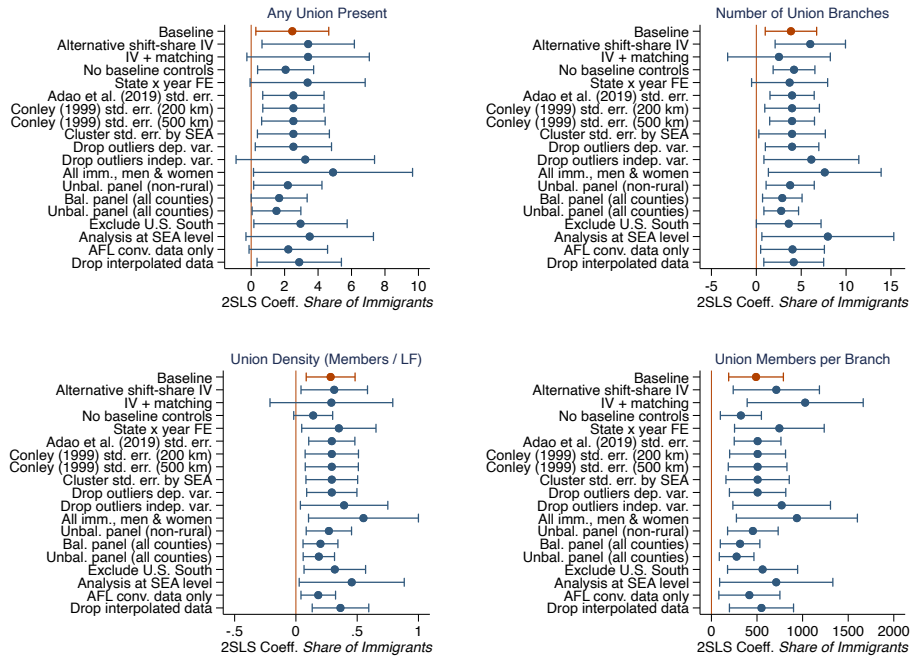 Any Union Present
Baseline
Alternative shift-share IV
IV + matching
No baseline controls
State x year FE
Adao et al. (2019) std. err.
Conley (1999) std. err. (200 km)
Conley (1999) std. err. (500 km)
Cluster std. err. by SEA
Drop outliers dep. var.
Drop outliers indep. var.
All imm., men & women
Unbal. panel (non-rural)
Bal. panel (all counties)
Unbal. panel (all counties)
Exclude U.S. South
Analysis at SEA level
AFL conv. data only
Drop interpolated data
0 2 4 6 8 10
2SLS Coeff. Share of Immigrants
Number of Union Branches
Baseline
Alternative shift-share IV
IV + matching
No baseline controls
State x year FE
Adao et al. (2019) std. err.
Conley (1999) std. err. (200 km)
Conley (1999) std. err. (500 km)
Cluster std. err. by SEA
Drop outliers dep. var.
Drop outliers indep. var.
All imm., men & women
Unbal. panel (non-rural)
Bal. panel (all counties)
Unbal. panel (all counties)
Exclude U.S. South
Analysis at SEA level
AFL conv. data only
Drop interpolated data
-5 0 5 10 15
2SLS Coeff. Share of Immigrants
Union Density (Members / LF)
Baseline
Alternative shift-share IV
IV + matching
No baseline controls
State x year FE
Adao et al. (2019) std. err.
Conley (1999) std. err. (200 km)
Conley (1999) std. err. (500 km)
Cluster std. err. by SEA
Drop outliers dep. var.
Drop outliers indep. var.
All imm., men & women
Unbal. panel (non-rural)
Bal. panel (all counties)
Unbal. panel (all counties)
Exclude U.S. South
Analysis at SEA level
AFL conv. data only
Drop interpolated data
-.5 0 .5 1
2SLS Coeff. Share of Immigrants
Union Members per Branch
Baseline
Alternative shift-share IV
IV + matching
No baseline controls
State x year FE
Adao et al. (2019) std. err.
Conley (1999) std. err. (200 km)
Conley (1999) std. err. (500 km)
Cluster std. err. by SEA
Drop outliers dep. var.
Drop outliers indep. var.
All imm., men & women
Unbal. panel (non-rural)
Bal. panel (all counties)
Unbal. panel (all counties)
Exclude U.S. South
Analysis at SEA level
AFL conv. data only
Drop interpolated data
0 500 1000 1500 2000
2SLS Coeff. Share of Immigrants